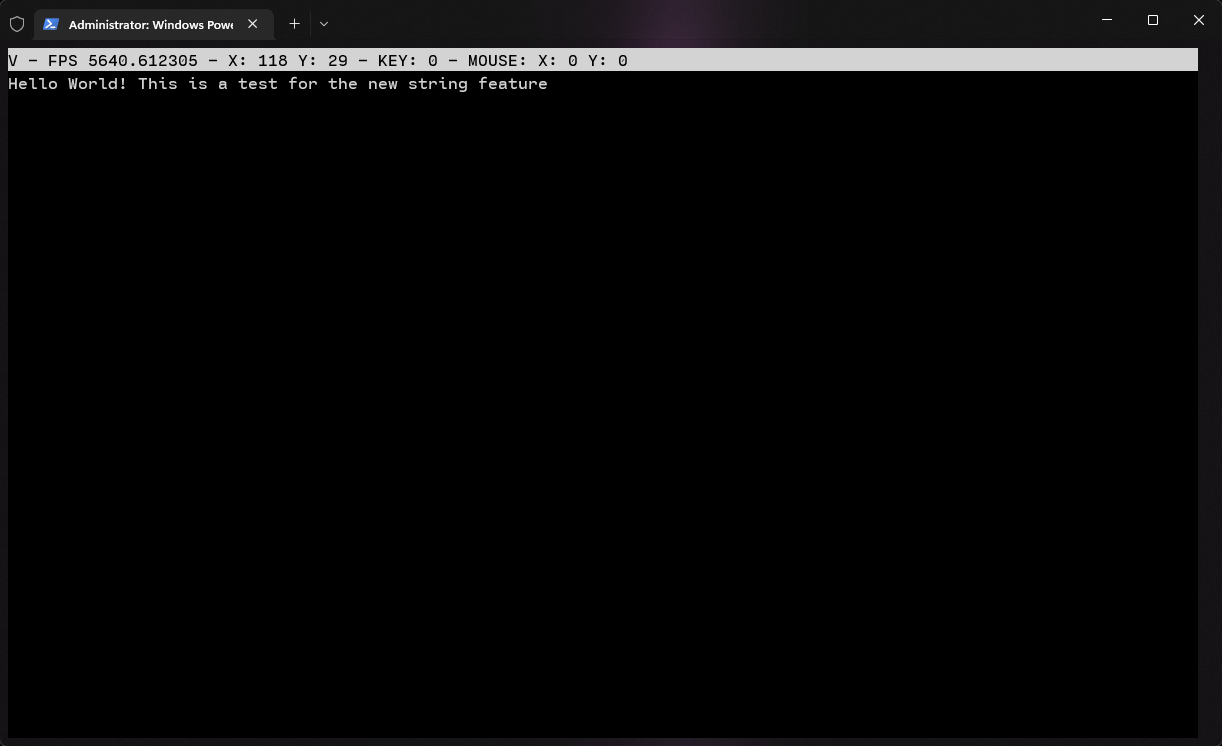 Administrator: Windows Powe
V - FPS 5640.612305 - X: 118 Y: 29 - KEY: 0 - MOUSE: X: 0 Y: 0
Hello World! This is a test for the new string feature